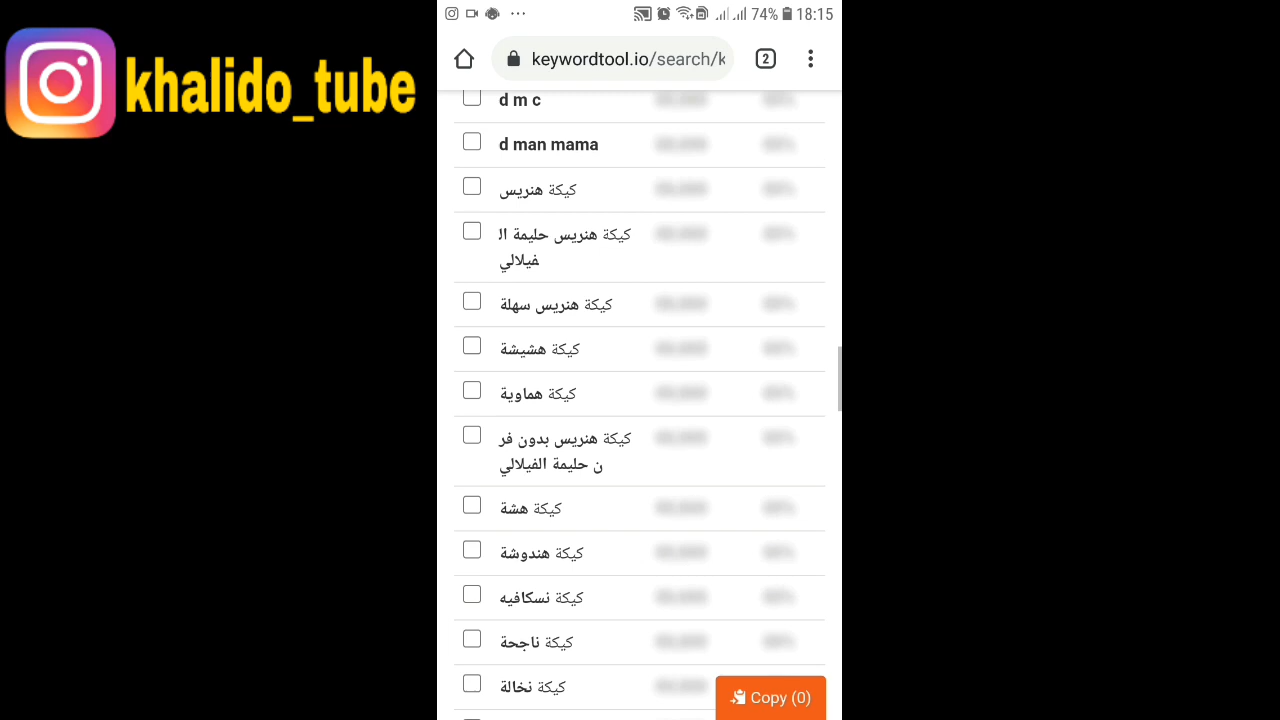 khalido_tube
74% 18:15
keywordtool.io/search/k
2
d m c
d man mama
كيكة هنريس
كيكة هنريس حليمة ال
فيلالي
كيكة هنريس سهلة
كيكة هشيشة
كيكة هماوية
كيكة هنريس بدون فر
ن حليمة الفيلالي
كيكة هشة
كيكة هندوشة
كيكة نسكافيه
كيكة ناجحة
كيكة نخالة
Copy (0)